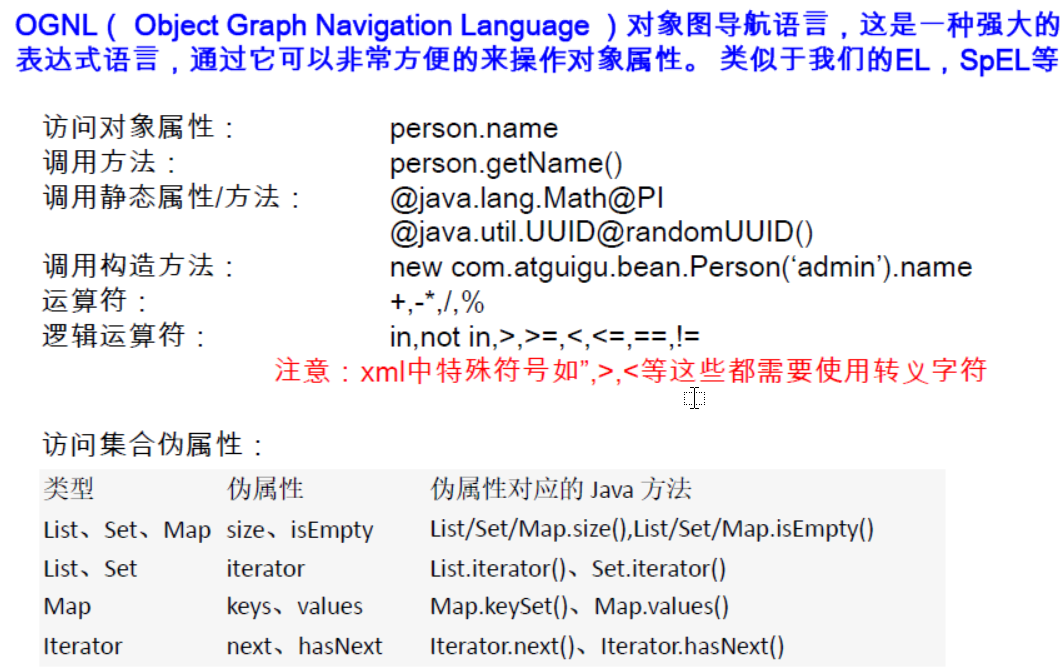 OGNL（ Object Graph Navigation Language ）对象图导航语言，这是一种强大的
表达式语言，通过它可以非常方便的来操作对象属性。 类似于我们的EL，SpEL等
访问对象属性： person.name
调用方法： person.getName()
调用静态属性/方法： @java.lang.Math@PI
@java.util.UUID@randomUUID()
调用构造方法： new com.atguigu.bean.Person(‘admin’).name
运算符： +,-*,/,%
逻辑运算符： in,not in,>,>=,<,<=,==,!=
注意：xml中特殊符号如”,>,<等这些都需要使用转义字符
访问集合伪属性：
类型 伪属性 伪属性对应的 Java 方法
List、Set、Map size、isEmpty List/Set/Map.size(),List/Set/Map.isEmpty()
List、Set iterator List.iterator()、Set.iterator()
Map keys、values Map.keySet()、Map.values()
Iterator next、hasNext Iterator.next()、Iterator.hasNext()